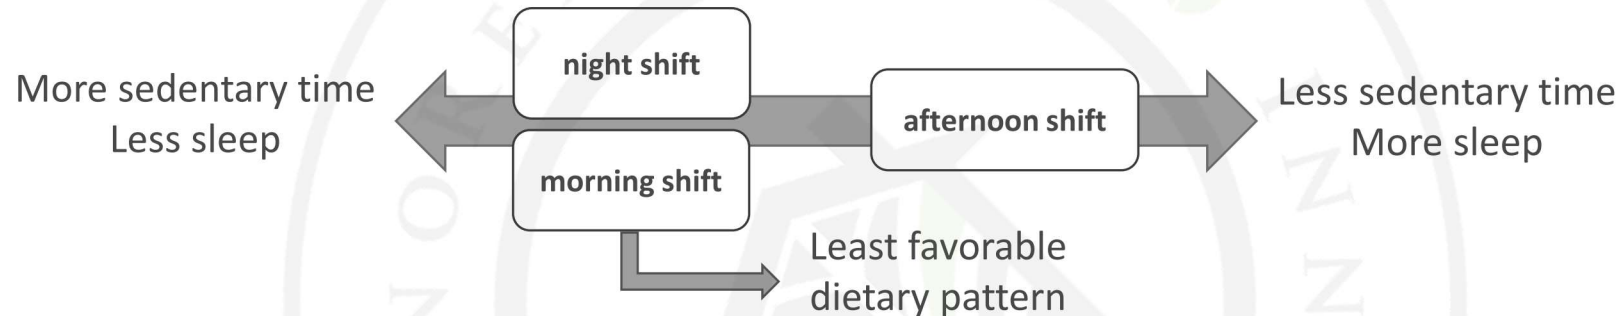 More sedentary time
Less sleep
night shift
morning shift
afternoon shift
Less sedentary time
More sleep
Least favorable
dietary pattern